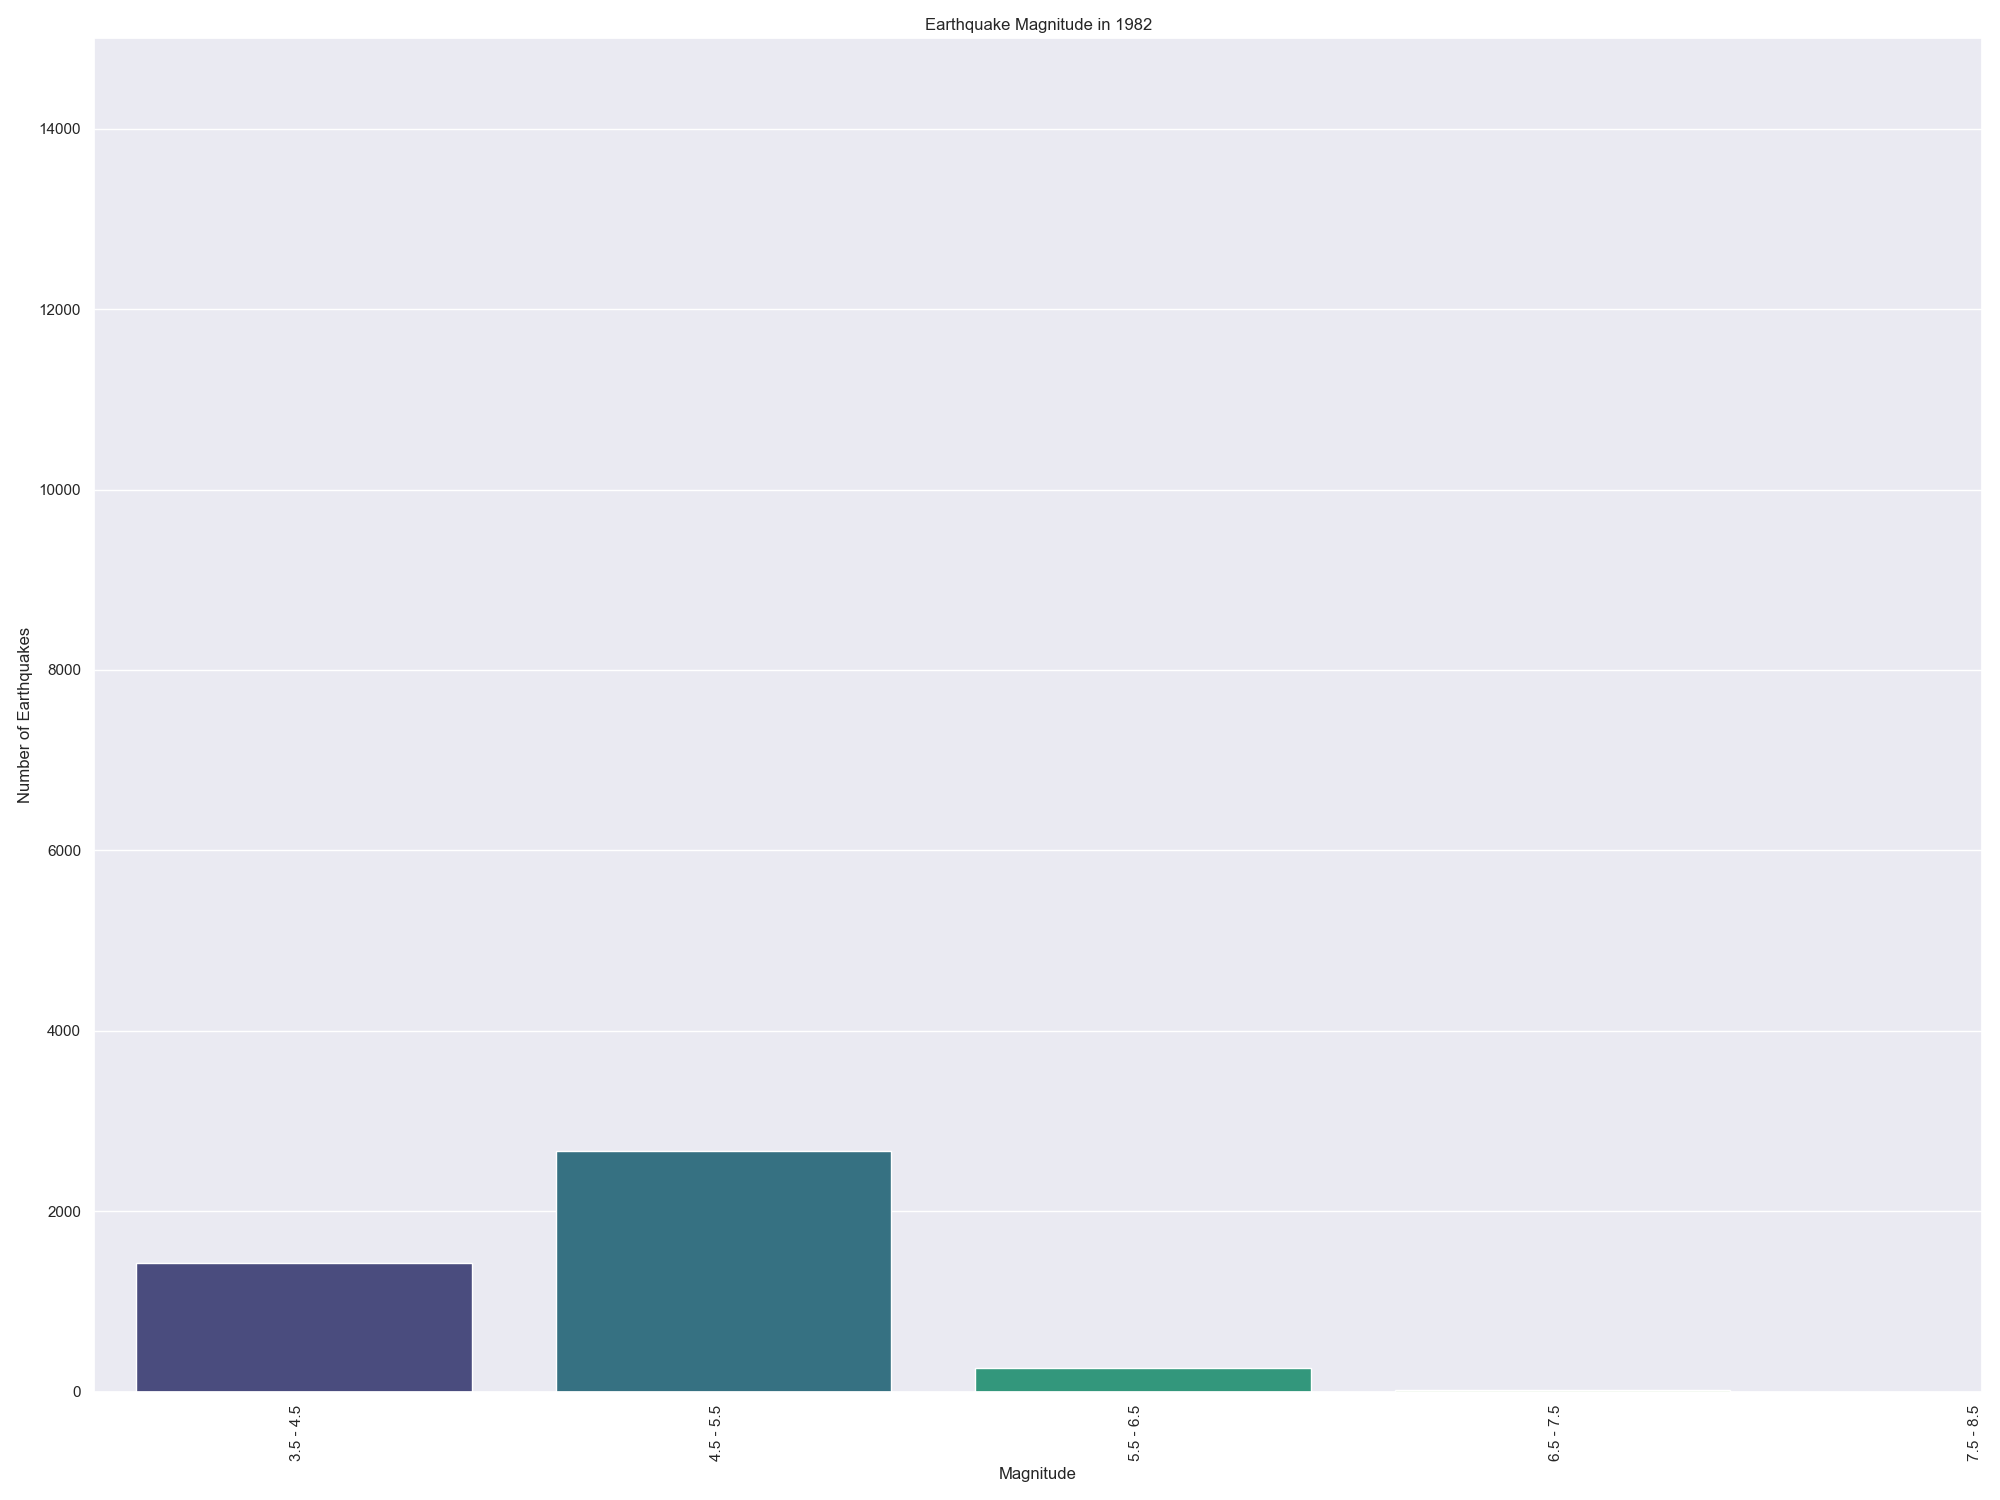 Earthquake Magnitude in 1982
14000
12000
10000
8000
6000
4000
2000
0
Number of Earthquakes
3.5 - 4.5
4.5 - 5.5
5.5 - 6.5
6.5 - 7.5
7.5 - 8.5
Magnitude